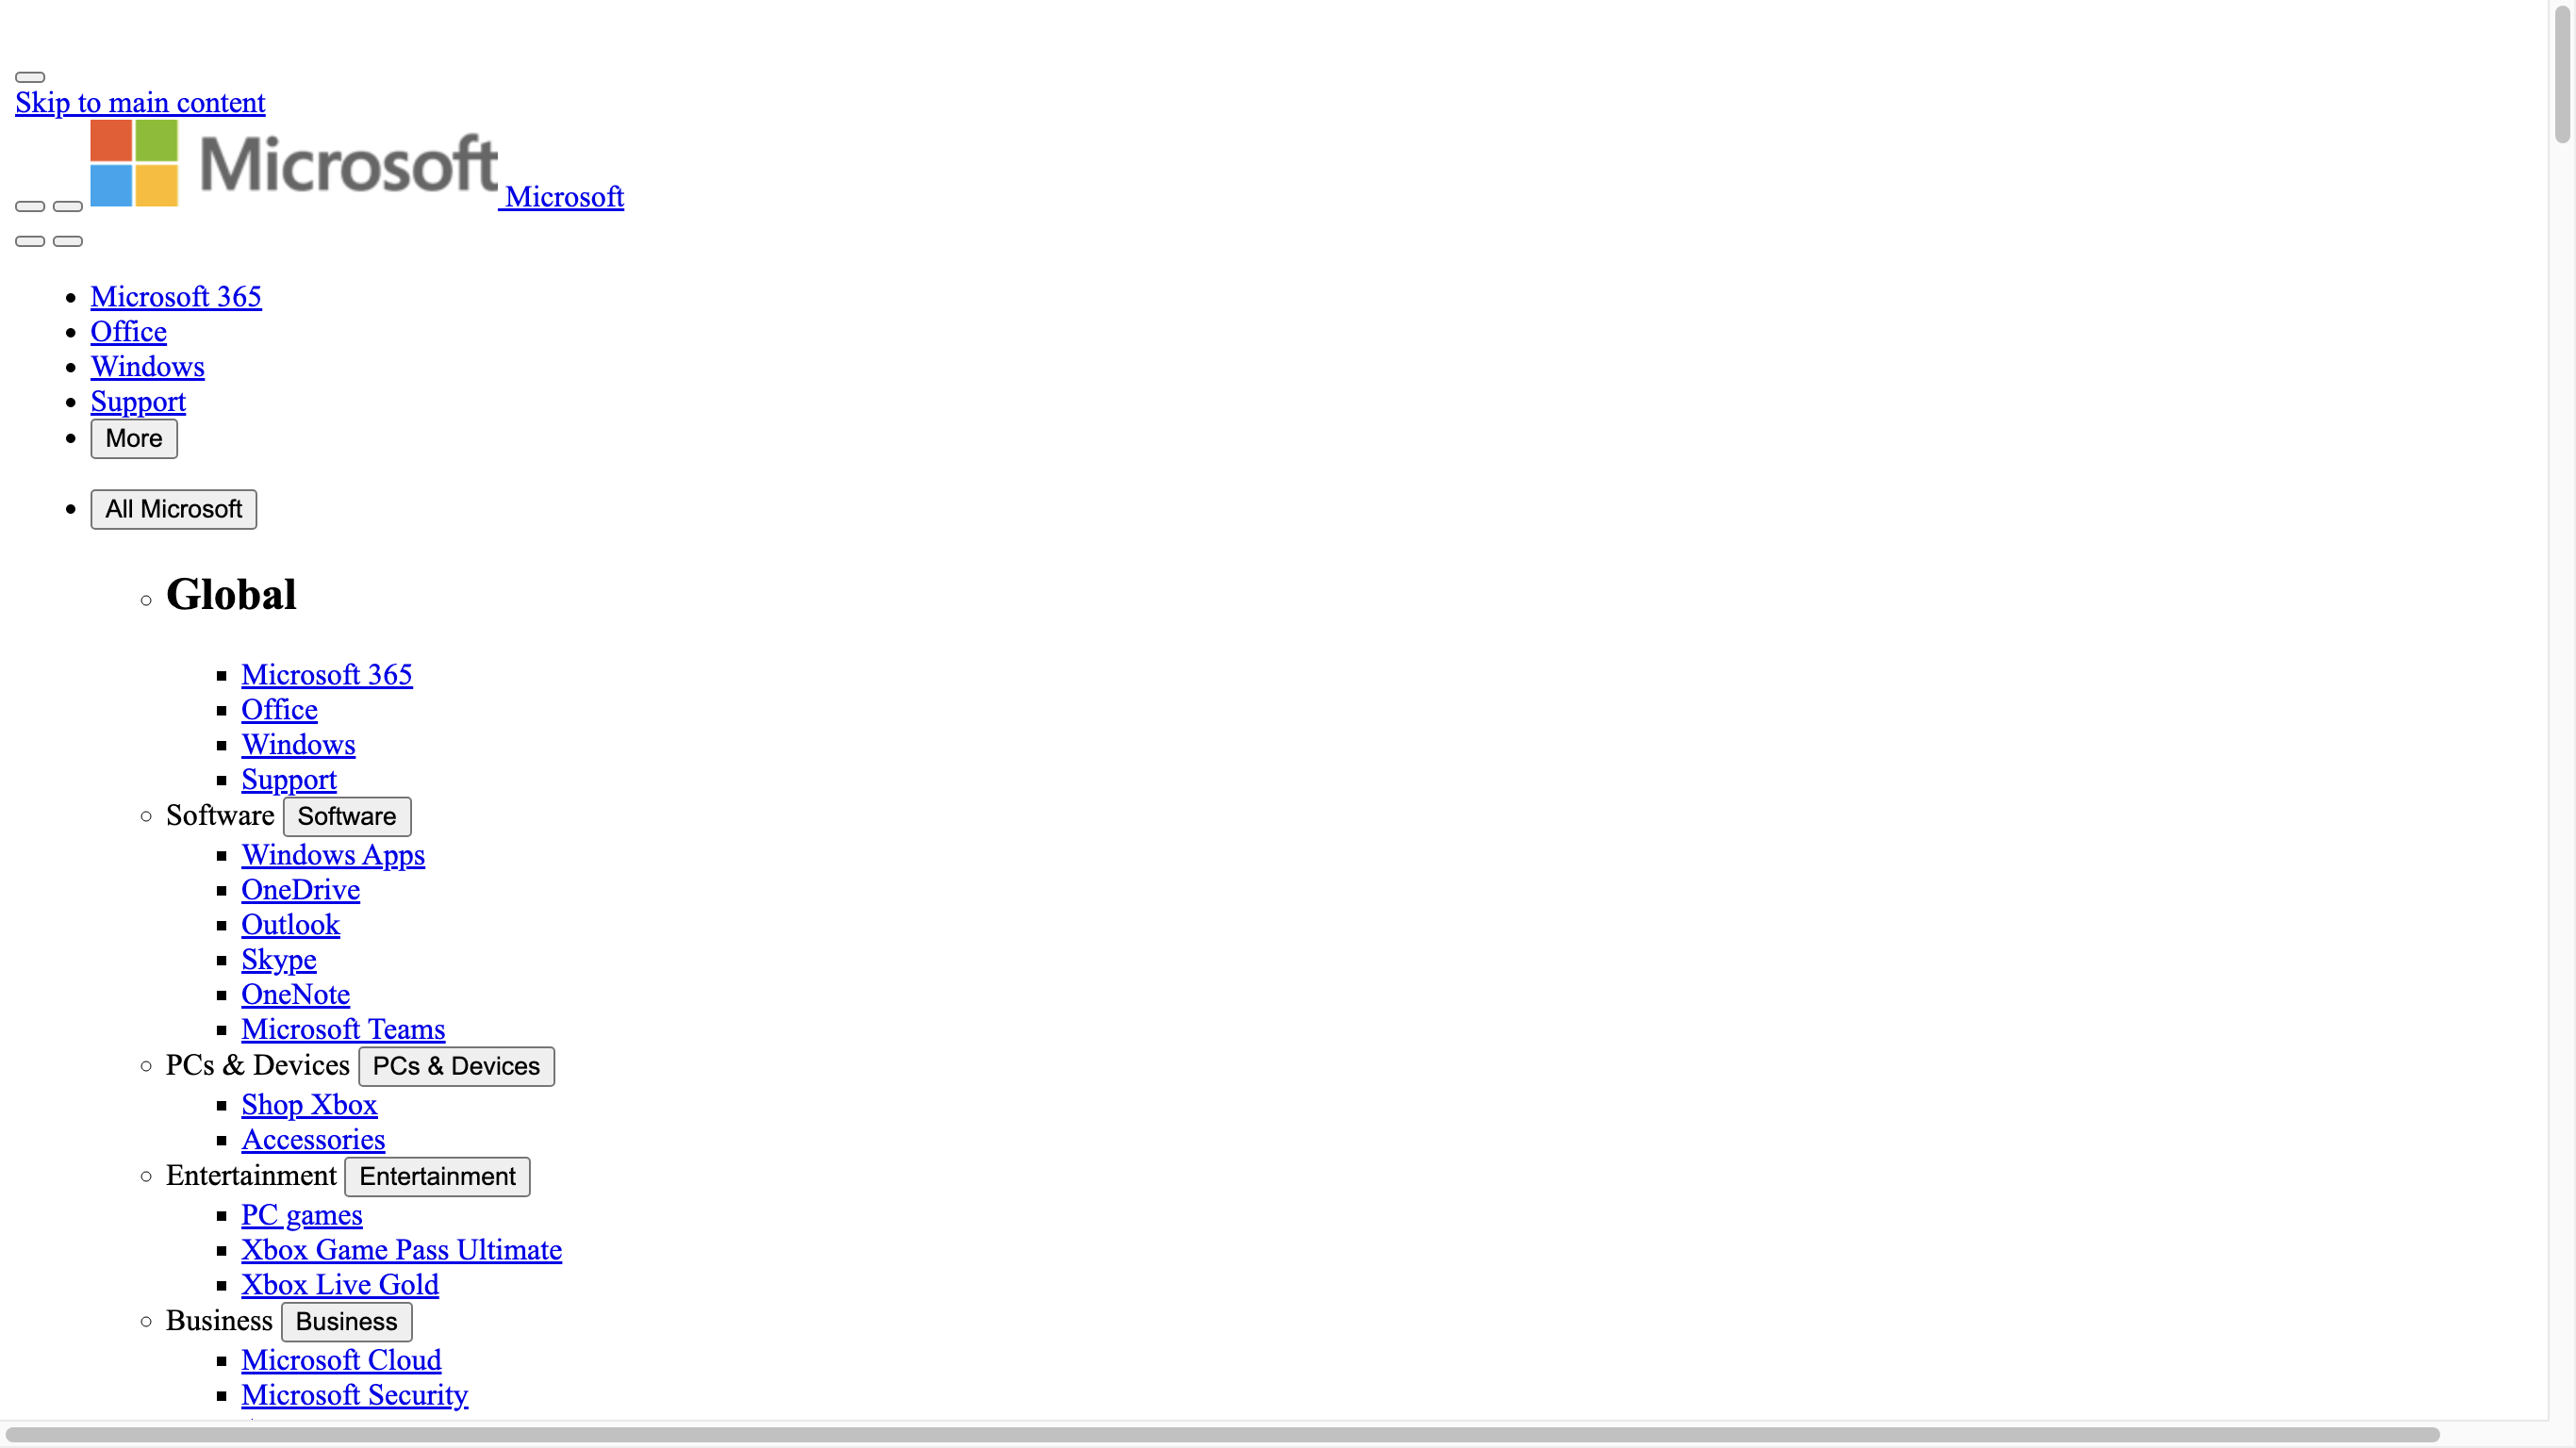 Skip to main content
Microsoft Microsoft
Microsoft 365
Office
Windows
Support
More
All Microsoft
Global
Microsoft 365
Office
Windows
Support
Software Software
Windows Apps
OneDrive
Outlook
Skype
OneNote
Microsoft Teams
PCs & Devices PCs & Devices
Shop Xbox
Accessories
Entertainment Entertainment
PC games
Xbox Game Pass Ultimate
Xbox Live Gold
Business Business
Microsoft Cloud
Microsoft Security